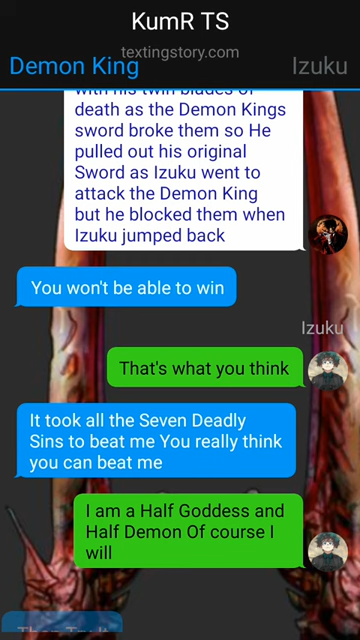 KumR TS
textingstory.com
Demon King
Izuku
with his twin blades of
death as the Demon Kings
sword broke them so He
pulled out his original
Sword as Izuku went to
attack the Demon King
but he blocked them when
Izuku jumped back
You won't be able to win
Izuku
That's what you think
It took all the Seven Deadly
Sins to beat me You really think
you can beat me
I am a Half Goddess and
Half Demon Of course I
will